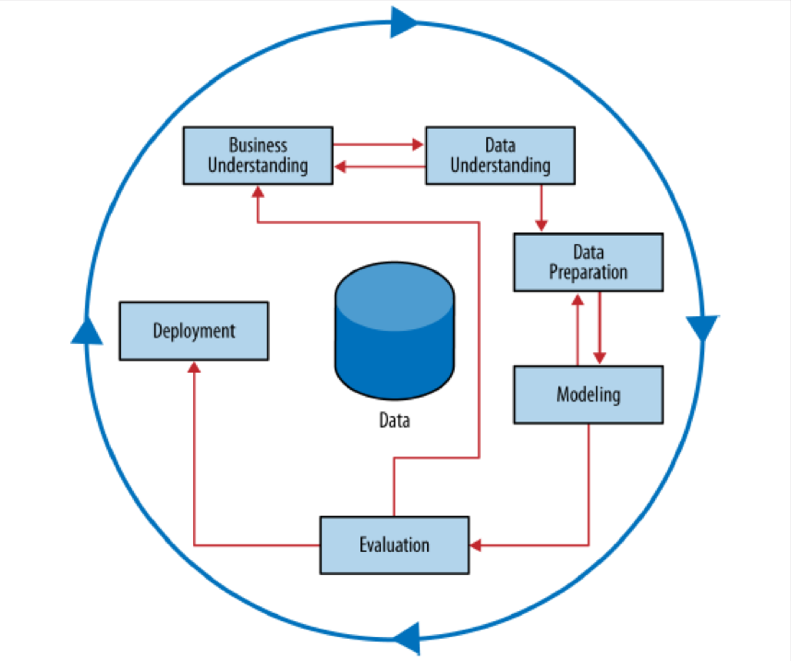 Business
Understanding
Data
Understanding
Data
Preparation
Deployment
Modeling
Data
Evaluation